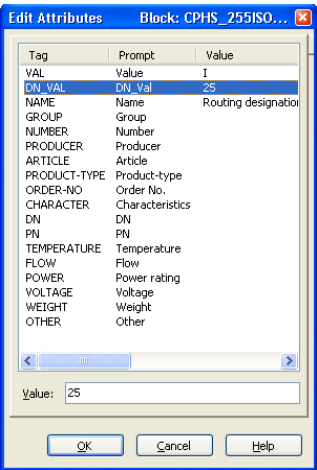 Edit Attributes Block: CPHS_255ISO...
Tag Prompt Value
VAL Value I
DN_VAL DN_Val 25
NAME Name Routing designation
GROUP Group
NUMBER Number
PRODUCER Producer
ARTICLE Article
PRODUCT-TYPE Product-type
ORDER-NO Order No.
CHARACTER Characteristics
DN DN
PN PN
TEMPERATURE Temperature
FLOW Flow
POWER Power rating
VOLTAGE Voltage
WEIGHT Weight
OTHER Other
Value: 25
OK Cancel Help